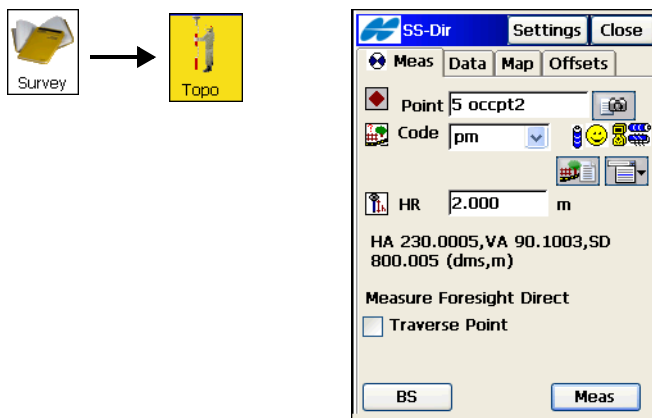 Survey
Topo
SS-Dir Settings Close
Meas Data Map Offsets
Point 5 occpt2
Code pm
HR 2.000 m
HA 230.0005,VA 90.1003,SD
800.005 (dms,m)
Measure Foresight Direct
Traverse Point
BS Meas